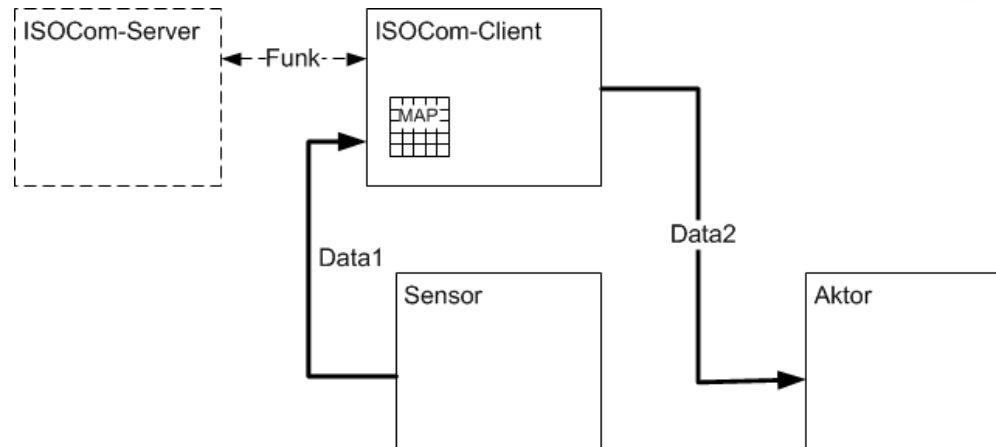 ISOCom-Server
Funk
ISOCom-Client
MAP
Data1
Data2
Sensor
Aktor